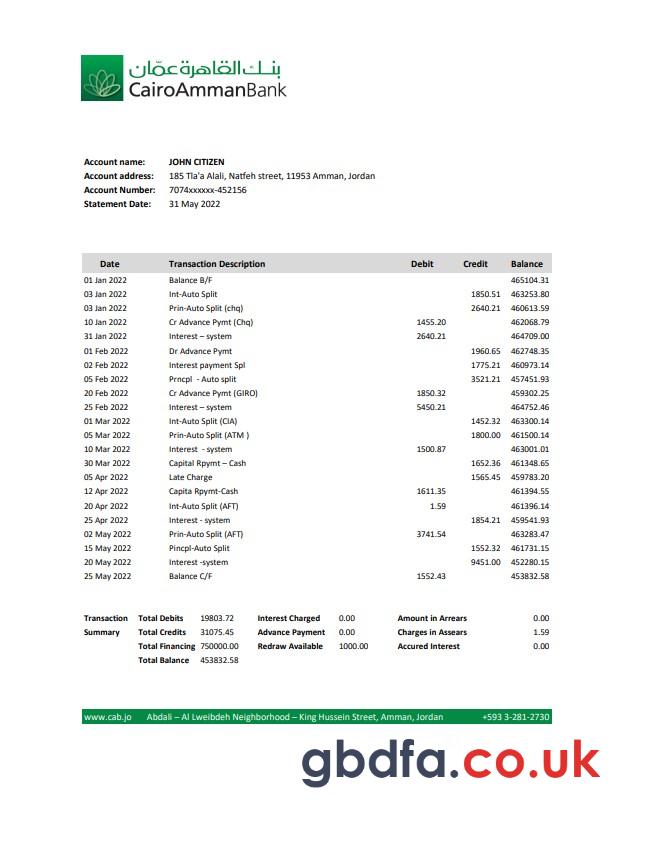 بنك القاهرة عمّان
CairoAmmanBank
Account name: JOHN CITIZEN
Account address: 185 Tla'a Alali, Natfeh street, 11953 Amman, Jordan
Account Number: 7074xxxxxx-452156
Statement Date: 31 May 2022
Date Transaction Description Debit Credit Balance
01 Jan 2022 Balance B/F 465104.31
03 Jan 2022 Int-Auto Split 1850.51 463253.80
03 Jan 2022 Prin-Auto Split (chq) 2640.21 460613.59
10 Jan 2022 Cr Advance Pymt (Chq) 1455.20 462068.79
31 Jan 2022 Interest – system 2640.21 464709.00
01 Feb 2022 Dr Advance Pymt 1960.65 462748.35
02 Feb 2022 Interest payment Spl 1775.21 460973.14
05 Feb 2022 Prncpl - Auto split 3521.21 457451.93
20 Feb 2022 Cr Advance Pymt (GIRO) 1850.32 459302.25
25 Feb 2022 Interest – system 5450.21 464752.46
01 Mar 2022 Int-Auto Split (CIA) 1452.32 463300.14
05 Mar 2022 Prin-Auto Split (ATM ) 1800.00 461500.14
10 Mar 2022 Interest - system 1500.87 463001.01
30 Mar 2022 Capital Rpymt – Cash 1652.36 461348.65
05 Apr 2022 Late Charge 1565.45 459783.20
12 Apr 2022 Capita Rpymt-Cash 1611.35 461394.55
20 Apr 2022 Int-Auto Split (AFT) 1.59 461396.14
25 Apr 2022 Interest - system 1854.21 459541.93
02 May 2022 Prin-Auto Split (AFT) 3741.54 463283.47
15 May 2022 Pincpl-Auto Split 1552.32 461731.15
20 May 2022 Interest -system 9451.00 452280.15
25 May 2022 Balance C/F 1552.43 453832.58
Transaction Total Debits 19803.72 Interest Charged 0.00 Amount in Arrears 0.00
Summary Total Credits 31075.45 Advance Payment 0.00 Charges in Assears 1.59
Total Financing 750000.00 Redraw Available 1000.00 Accured Interest 0.00
Total Balance 453832.58
www.cab.jo Abdali – Al Lweibdeh Neighborhood – King Hussein Street, Amman, Jordan +593 3-281-2730
gbdfa.co.uk